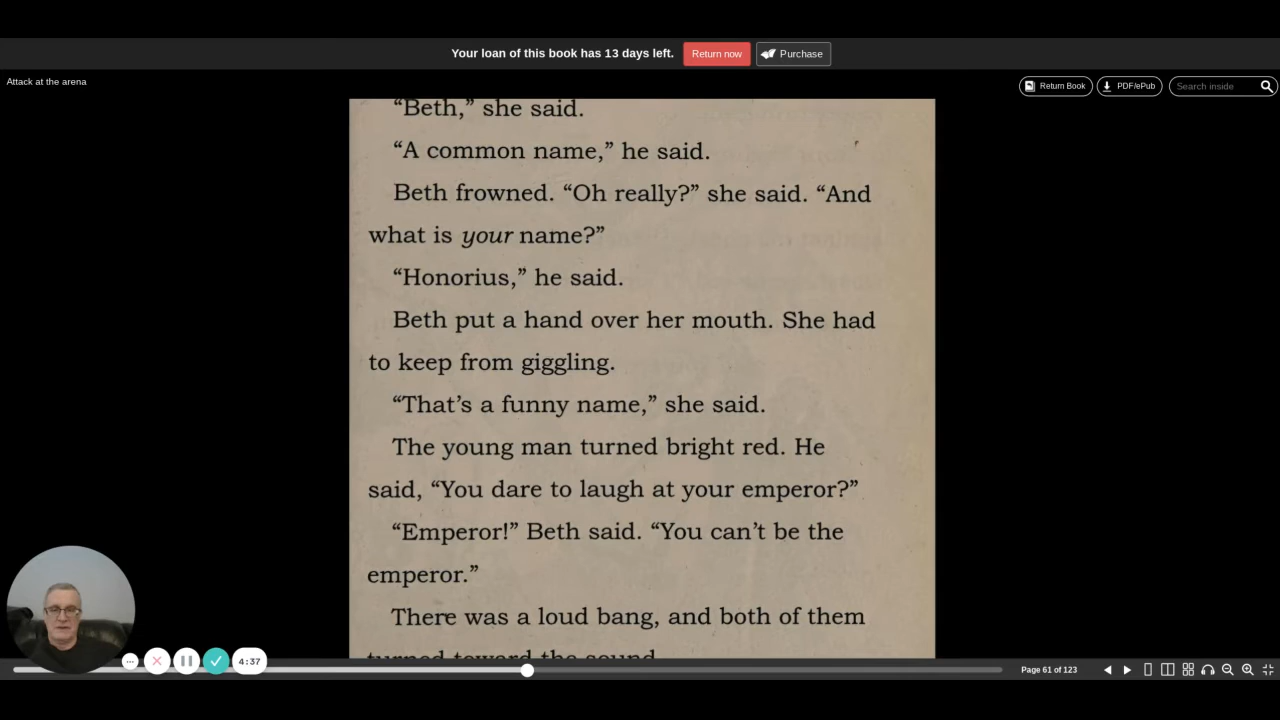 Your loan of this book has 13 days left. Return now Purchase
Attack at the arena
Return Book PDF/ePub Search inside
“Beth,” she said.
“A common name,” he said.
Beth frowned. “Oh really?” she said. “And
what is your name?”
“Honorius,” he said.
Beth put a hand over her mouth. She had
to keep from giggling.
“That’s a funny name,” she said.
The young man turned bright red. He
said, “You dare to laugh at your emperor?”
“Emperor!” Beth said. “You can’t be the
emperor.”
There was a loud bang, and both of them
turned toward the sound.
4:37
Page 61 of 123